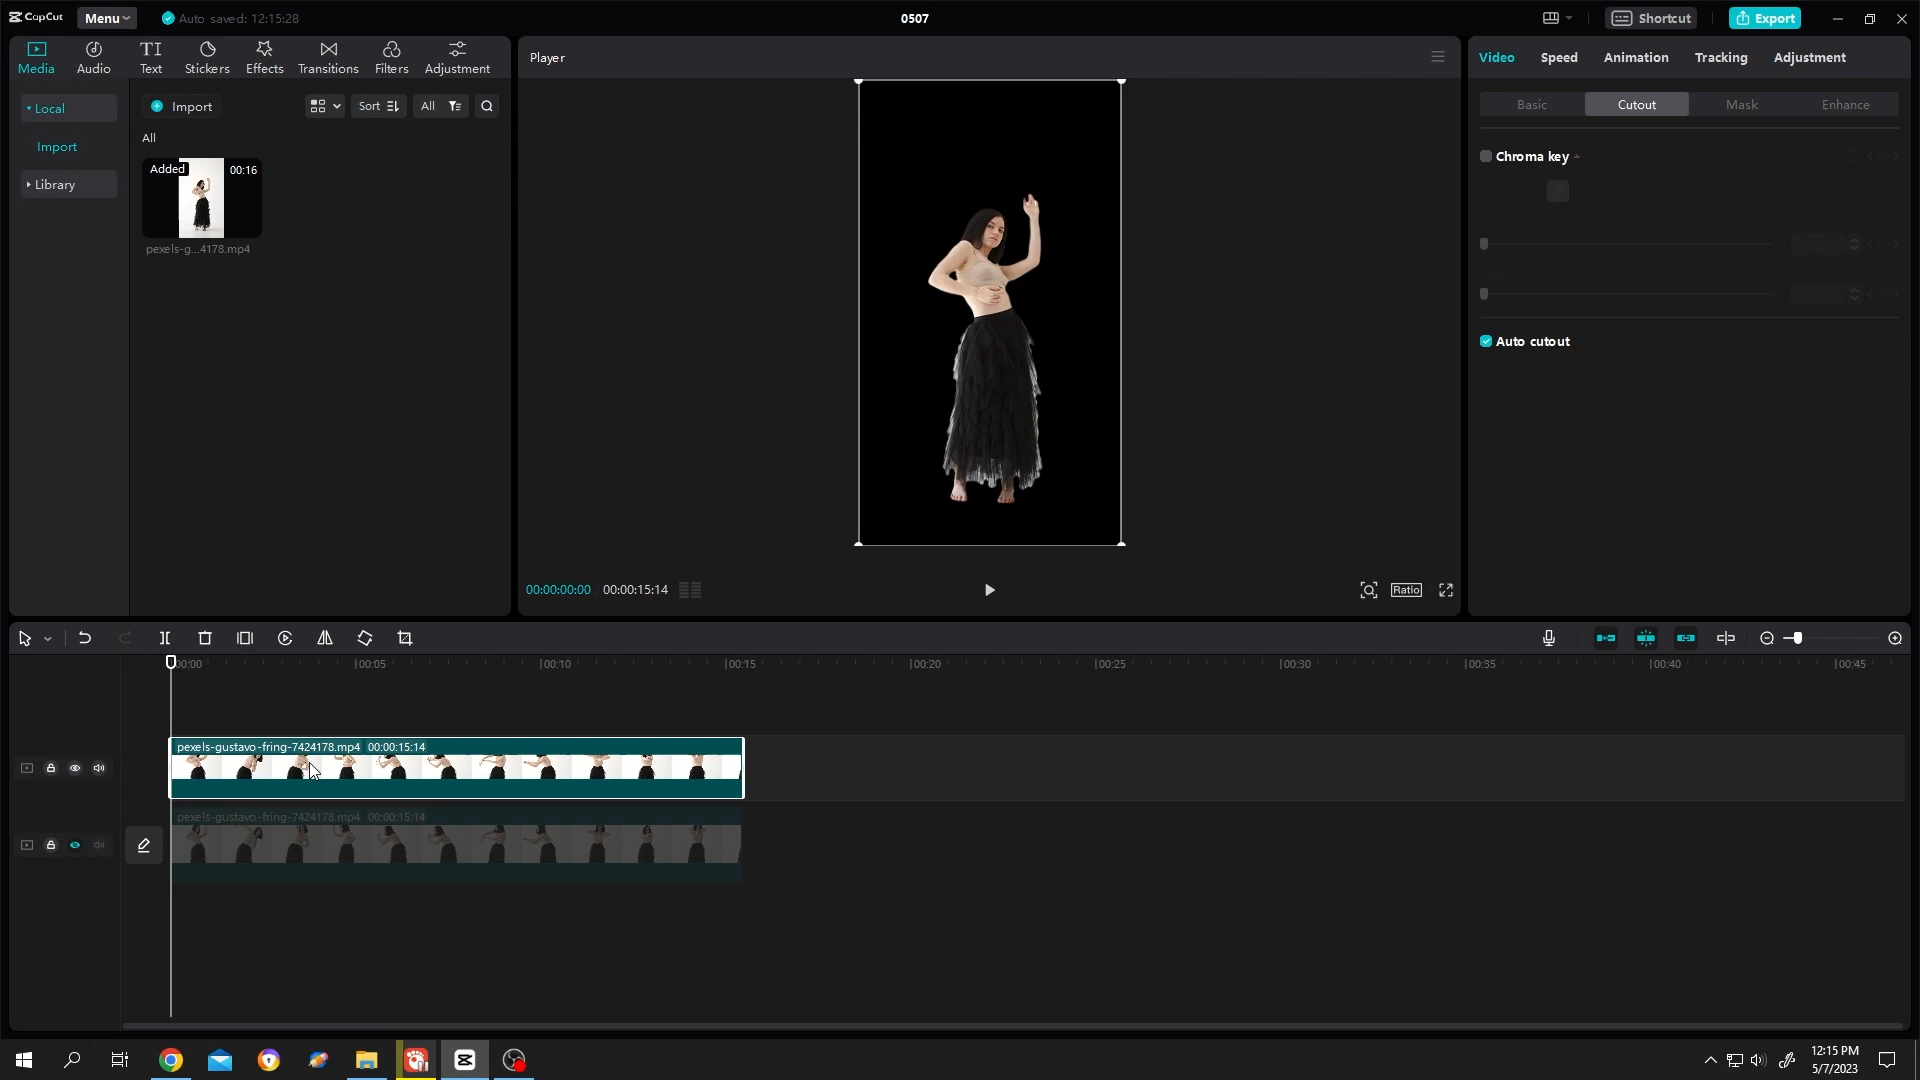 CapCut
Menu
Auto saved: 12:15:28
0507
Shortcut
Export
Media
Audio
TI
Text
Stickers
Effects
Transitions
Filters
Adjustment
Local
Import
Library
Import
Sort
All
All
Added
00:16
pexels-g...4178.mp4
Player
00:00:00:00
00:00:15:14
Ratio
Video
Speed
Animation
Tracking
Adjustment
Basic
Cutout
Mask
Enhance
Chroma key
Auto cutout
00:00
00:05
00:10
00:15
00:20
00:25
00:30
00:35
00:40
00:45
pexels-gustavo-fring-7424178.mp4 00:00:15:14
pexels-gustavo-fring-7424178.mp4 00:00:15:14
12:15 PM
5/7/2023